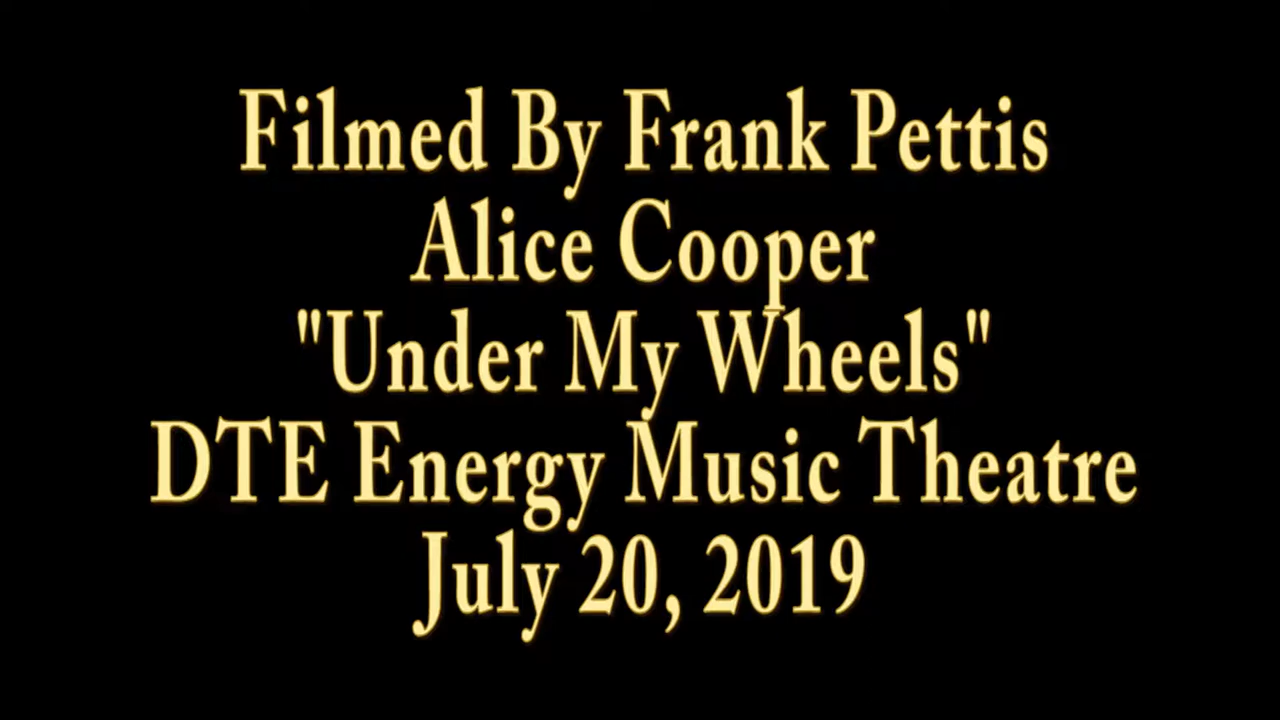 Filmed By Frank Pettis
Alice Cooper
"Under My Wheels"
DTE Energy Music Theatre
July 20, 2019